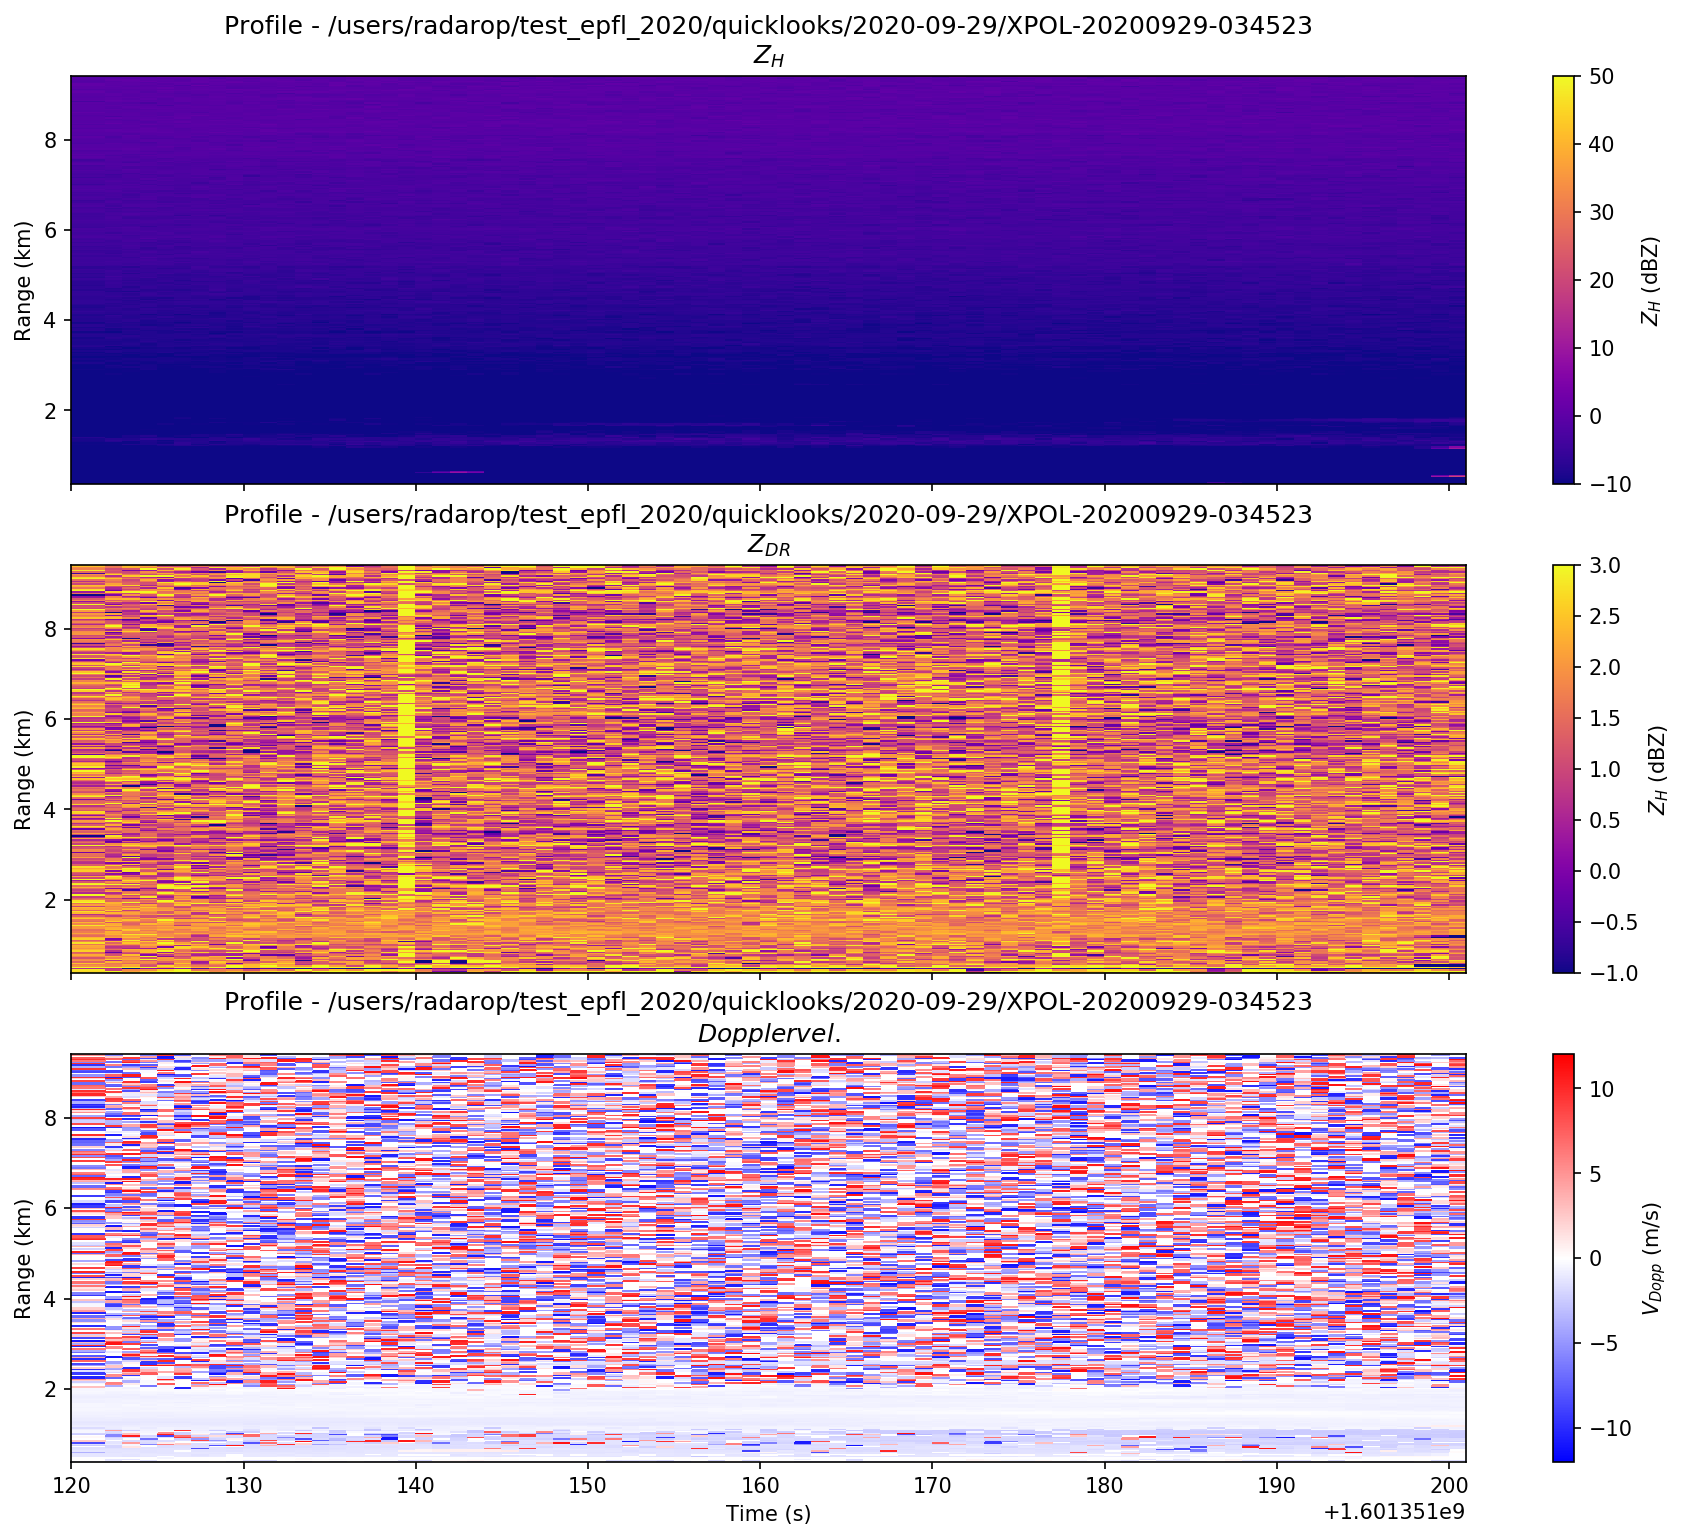 Profile - /users/radarop/test_epfl_2020/quicklooks/2020-09-29/XPOL-20200929-034523
Z_H
8
6
4
2
Range (km)
50
40
30
20
10
0
−10
Z_H (dBZ)
Profile - /users/radarop/test_epfl_2020/quicklooks/2020-09-29/XPOL-20200929-034523
Z_DR
8
6
4
2
Range (km)
3.0
2.5
2.0
1.5
1.0
0.5
0.0
−0.5
−1.0
Z_H (dBZ)
Profile - /users/radarop/test_epfl_2020/quicklooks/2020-09-29/XPOL-20200929-034523
Dopplervel.
8
6
4
2
Range (km)
10
5
0
−5
−10
V_Dopp (m/s)
120 130 140 150 160 170 180 190 200
Time (s)
+1.601351e9